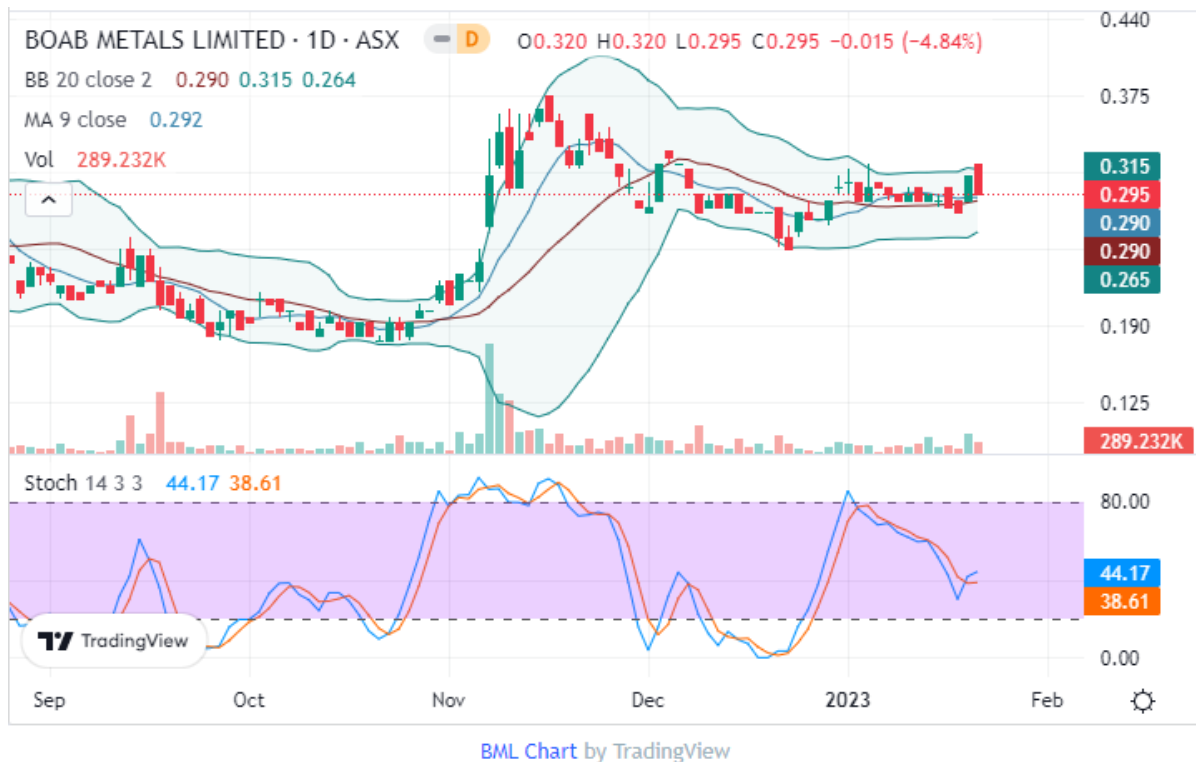 BOAB METALS LIMITED · 1D · ASX D O0.320 H0.320 L0.295 C0.295 −0.015 (−4.84%)
BB 20 close 2 0.290 0.315 0.264
MA 9 close 0.292
Vol 289.232K
0.440
0.375
0.315
0.295
0.290
0.290
0.265
0.190
0.125
289.232K
Stoch 14 3 3 44.17 38.61
80.00
44.17
38.61
0.00
TradingView
Sep Oct Nov Dec 2023 Feb
BML Chart by TradingView